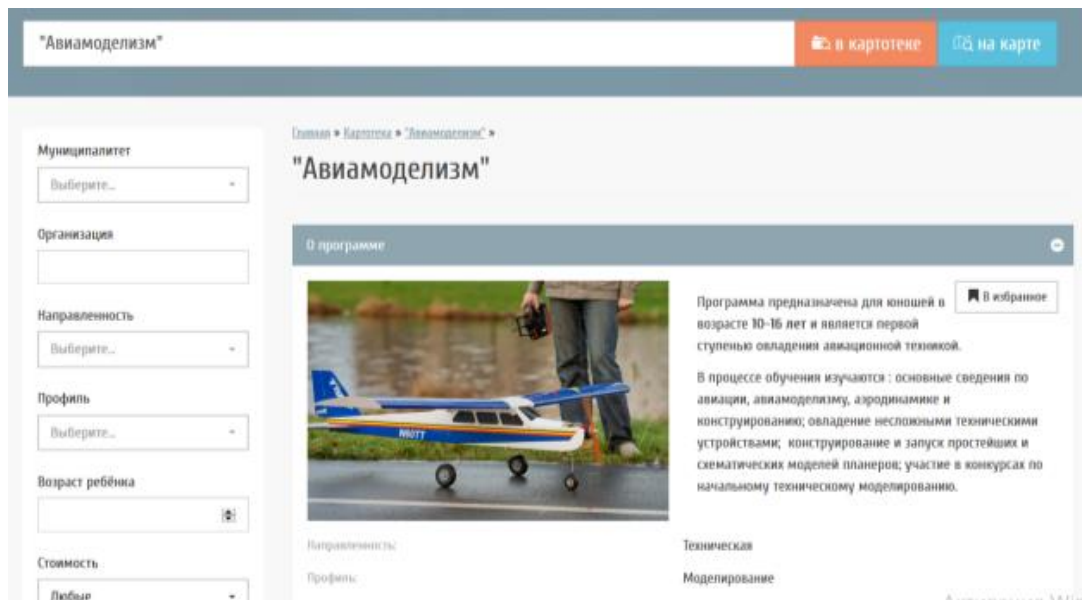 "Авиамоделизм"
в картотеке
на карте
Главная » Картотека » "Авиамоделизм" »
"Авиамоделизм"
Муниципалитет
Выберите...
Организация
Направленность
Выберите...
Профиль
Выберите...
Возраст ребёнка
Стоимость
Любые
О программе
В избранное
Программа предназначена для юношей в
возрасте 10-16 лет и является первой
ступенью овладения авиационной техникой.
В процессе обучения изучаются : основные сведения по
авиации, авиамоделизму, аэродинамике и
конструированию; овладение несложными техническими
устройствами; конструирование и запуск простейших и
схематических моделей планеров; участие в конкурсах по
начальному техническому моделированию.
Направленность:
Техническая
Профиль:
Моделирование